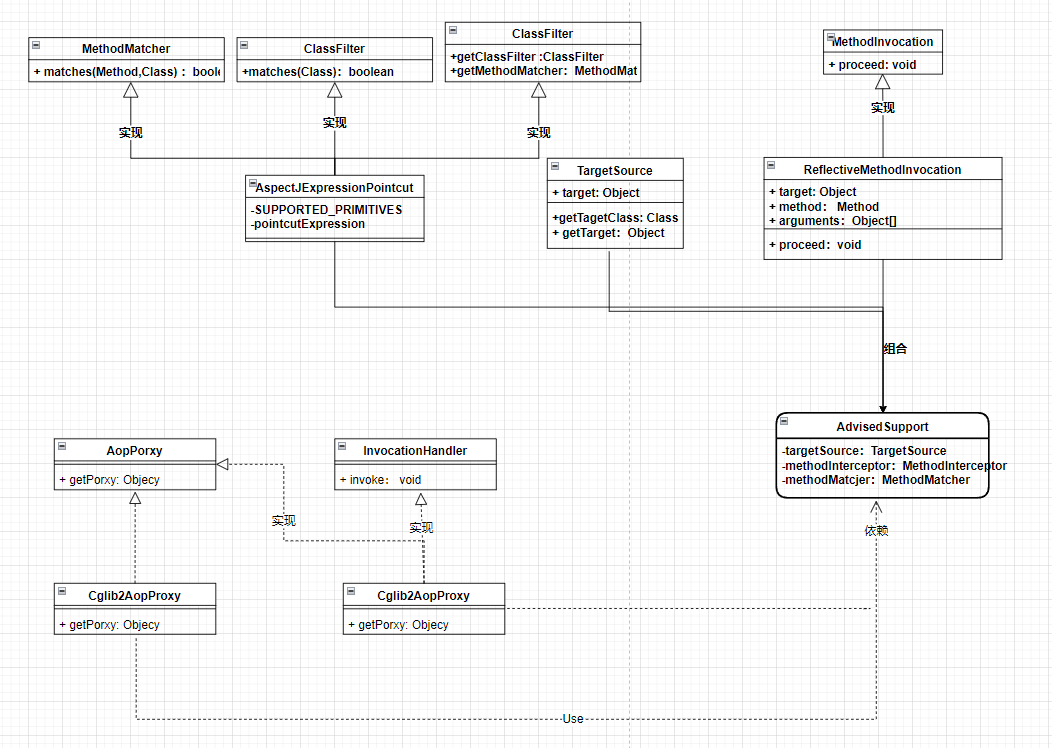 MethodMatcher
+ matches(Method,Class) : boole
ClassFilter
+matches(Class): boolean
ClassFilter
+getClassFilter :ClassFilter
+getMethodMatcher: MethodMat
MethodInvocation
+ proceed: void
实现
实现
实现
实现
AspectJExpressionPointcut
-SUPPORTED_PRIMITIVES
-pointcutExpression
TargetSource
+ target: Object
+getTagetClass: Class
+ getTarget: Object
ReflectiveMethodInvocation
+ target: Object
+ method: Method
+ arguments: Object[]
+ proceed: void
组合
AopPorxy
+ getPorxy: Objecy
InvocationHandler
+ invoke: void
AdvisedSupport
-targetSource: TargetSource
-methodInterceptor: MethodInterceptor
-methodMatcjer: MethodMatcher
实现
实现
依赖
Cglib2AopProxy
+ getPorxy: Objecy
Cglib2AopProxy
+ getPorxy: Objecy
Use